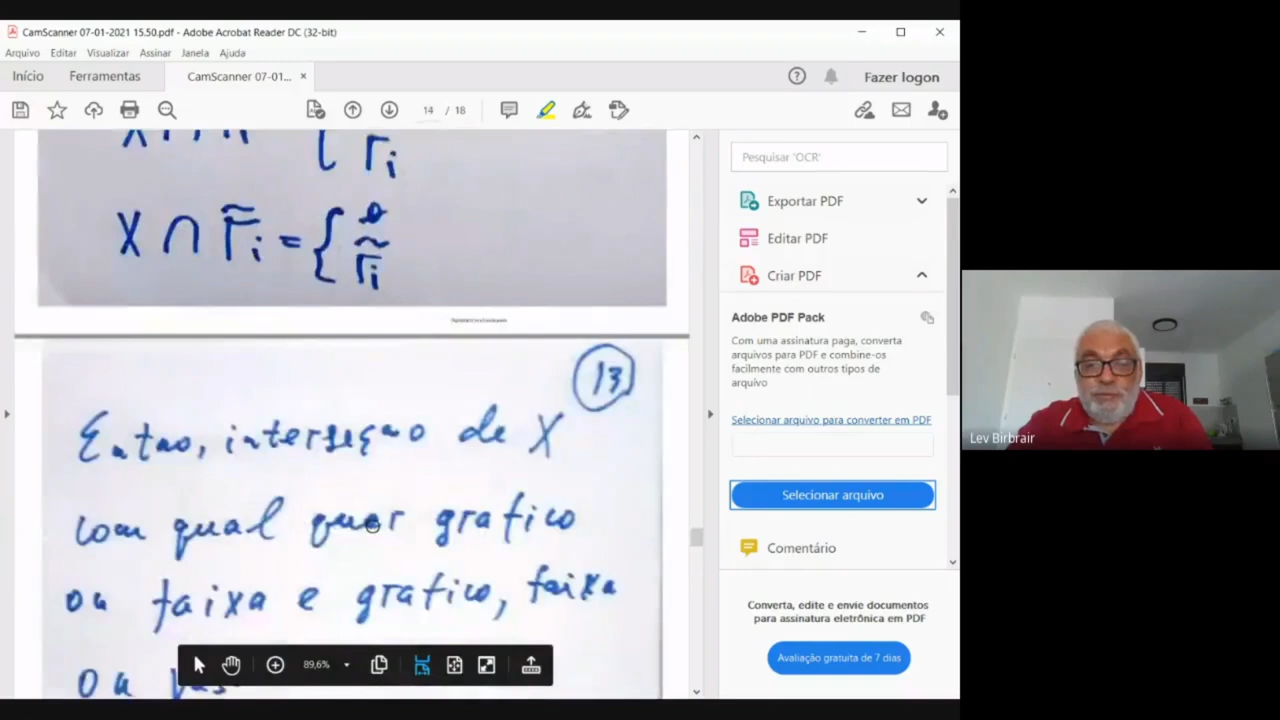 CamScanner 07-01-2021 15.50.pdf - Adobe Acrobat Reader DC (32-bit)
Arquivo Editar Visualizar Assinar Janela Ajuda
Início Ferramentas CamScanner 07-01... × Fazer logon
14 / 18
Γi
X ∩ Γ̃i = { ∅
Γ̃i
13
Entao, interseção de X
com qual quer grafico
ou faixa e grafico, faixa
ou
89,6%
Pesquisar 'OCR'
Exportar PDF
Editar PDF
Criar PDF
Adobe PDF Pack
Com uma assinatura paga, converta
arquivos para PDF e combine-os
facilmente com outros tipos de
arquivo
Selecionar arquivo para converter em PDF
Selecionar arquivo
Comentário
Converta, edite e envie documentos
para assinatura eletrônica em PDF
Avaliação gratuita de 7 dias
Lev Birbrair